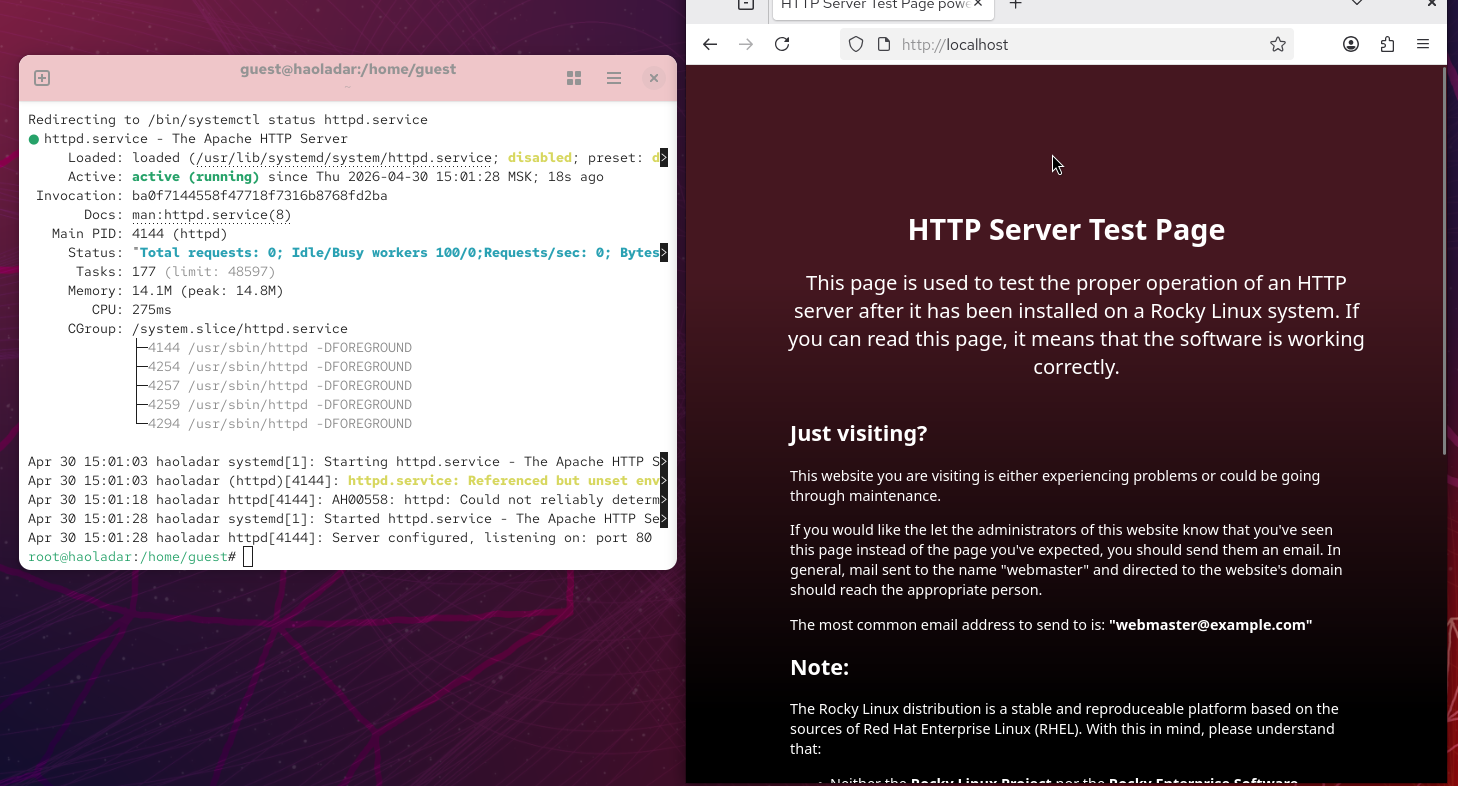 guest@haoladar:/home/guest
~
Redirecting to /bin/systemctl status httpd.service
● httpd.service - The Apache HTTP Server
Loaded: loaded (/usr/lib/systemd/system/httpd.service; disabled; preset: d>
Active: active (running) since Thu 2026-04-30 15:01:28 MSK; 18s ago
Invocation: ba0f7144558f47718f7316b8768fd2ba
Docs: man:httpd.service(8)
Main PID: 4144 (httpd)
Status: "Total requests: 0; Idle/Busy workers 100/0;Requests/sec: 0; Bytes>
Tasks: 177 (limit: 48597)
Memory: 14.1M (peak: 14.8M)
CPU: 275ms
CGroup: /system.slice/httpd.service
├─4144 /usr/sbin/httpd -DFOREGROUND
├─4254 /usr/sbin/httpd -DFOREGROUND
├─4257 /usr/sbin/httpd -DFOREGROUND
├─4259 /usr/sbin/httpd -DFOREGROUND
└─4294 /usr/sbin/httpd -DFOREGROUND
Apr 30 15:01:03 haoladar systemd[1]: Starting httpd.service - The Apache HTTP S>
Apr 30 15:01:03 haoladar (httpd)[4144]: httpd.service: Referenced but unset env>
Apr 30 15:01:18 haoladar httpd[4144]: AH00558: httpd: Could not reliably determ>
Apr 30 15:01:28 haoladar systemd[1]: Started httpd.service - The Apache HTTP Se>
Apr 30 15:01:28 haoladar httpd[4144]: Server configured, listening on: port 80
root@haoladar:/home/guest#
HTTP Server Test Page pow
http://localhost
HTTP Server Test Page
This page is used to test the proper operation of an HTTP
server after it has been installed on a Rocky Linux system. If
you can read this page, it means that the software is working
correctly.
Just visiting?
This website you are visiting is either experiencing problems or could be going
through maintenance.
If you would like the let the administrators of this website know that you've seen
this page instead of the page you've expected, you should send them an email. In
general, mail sent to the name "webmaster" and directed to the website's domain
should reach the appropriate person.
The most common email address to send to is: "webmaster@example.com"
Note:
The Rocky Linux distribution is a stable and reproduceable platform based on the
sources of Red Hat Enterprise Linux (RHEL). With this in mind, please understand
that:
• Neither the Rocky Linux Project nor the Rocky Enterprise Software